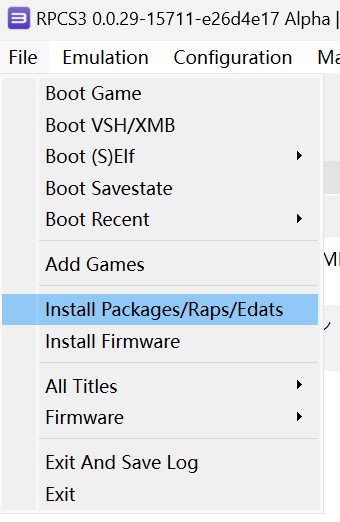 RPCS3 0.0.29-15711-e26d4e17 Alpha |
File Emulation Configuration Ma
Boot Game
Boot VSH/XMB
Boot (S)Elf
Boot Savestate
Boot Recent
Add Games
Install Packages/Raps/Edats
Install Firmware
All Titles
Firmware
Exit And Save Log
Exit